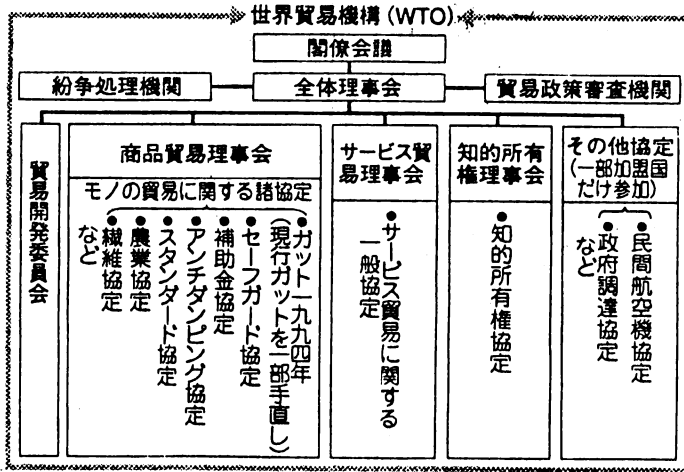 世界貿易機構(WTO)
閣僚会議
紛争処理機関
全体理事会
貿易政策審査機関
貿易開発委員会
商品貿易理事会
モノの貿易に関する諸協定
●ガット一九九四年
(現行ガットを一部手直し)
●セーフガード協定
●補助金協定
●アンチダンピング協定
●スタンダード協定
●農業協定
●繊維協定
など
サービス貿
易理事会
●サービス貿易に関する
一般協定
知的所有
権理事会
●知的所有権協定
その他協定
(一部加盟国
だけ参加)
●民間航空機協定
●政府調達協定
など